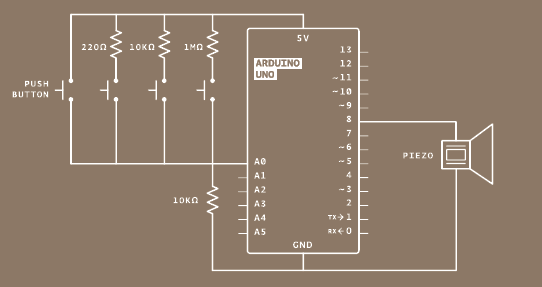 5V
220Ω 10KΩ 1MΩ
PUSH
BUTTON
ARDUINO
UNO
13
12
~11
~10
~9
8
7
~6
~5
4
~3
2
TX→1
RX←0
A0
A1
A2
A3
A4
A5
10KΩ
GND
PIEZO